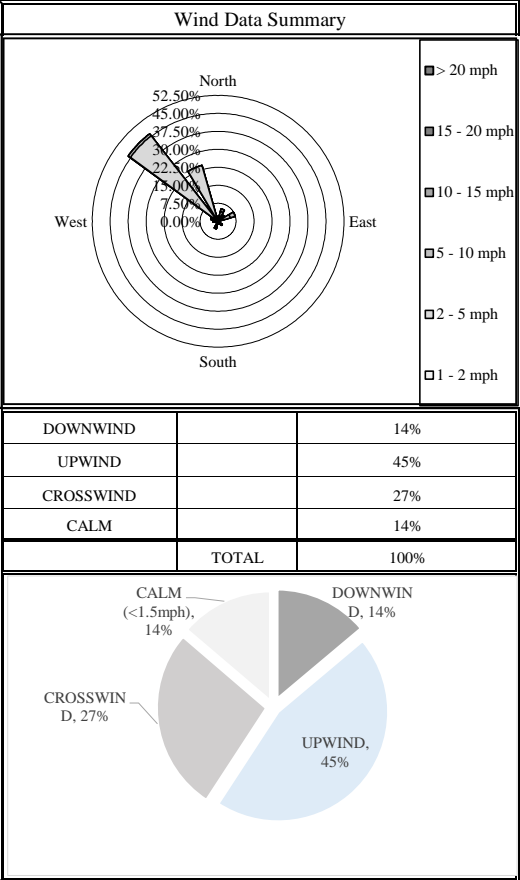 Wind Data Summary
North
52.50%
45.00%
37.50%
30.00%
22.50%
15.00%
7.50%
0.00%
West
East
South
> 20 mph
15 - 20 mph
10 - 15 mph
5 - 10 mph
2 - 5 mph
1 - 2 mph
DOWNWIND 14%
UPWIND 45%
CROSSWIND 27%
CALM 14%
TOTAL 100%
CALM
(<1.5mph),
14%
DOWNWIN
D, 14%
CROSSWIN
D, 27%
UPWIND,
45%